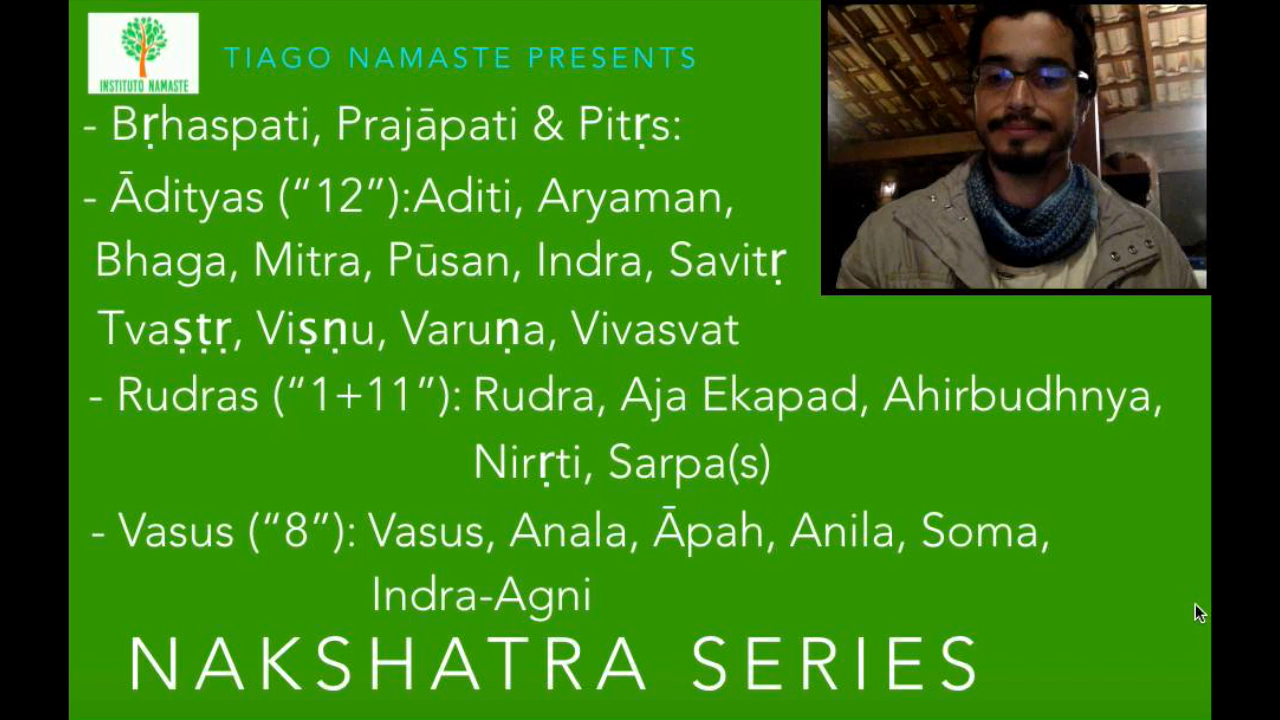 INSTITUTO NAMASTE
TIAGO NAMASTE PRESENTS
- Bṛhaspati, Prajāpati & Pitṛs:
- Ādityas (“12”):Aditi, Aryaman,
Bhaga, Mitra, Pūsan, Indra, Savitṛ
Tvaṣṭṛ, Viṣṇu, Varuṇa, Vivasvat
- Rudras (“1+11”): Rudra, Aja Ekapad, Ahirbudhnya,
Nirṛti, Sarpa(s)
- Vasus (“8”): Vasus, Anala, Āpah, Anila, Soma,
Indra-Agni
NAKSHATRA SERIES